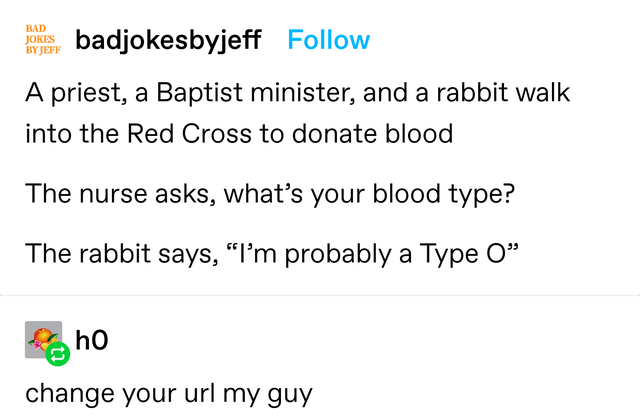 BAD
JOKES
BY JEFF
badjokesbyjeff Follow
A priest, a Baptist minister, and a rabbit walk
into the Red Cross to donate blood
The nurse asks, what’s your blood type?
The rabbit says, “I’m probably a Type O”
h0
change your url my guy